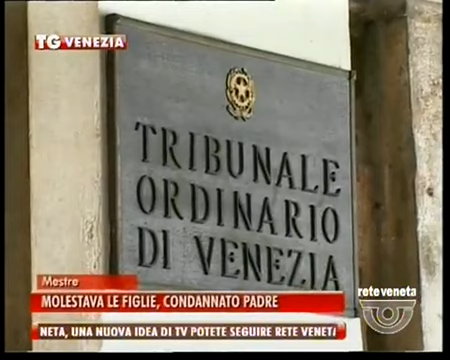 TG VENEZIA
TRIBUNALE
ORDINARIO
DI VENEZIA
Mestre
MOLESTAVA LE FIGLIE, CONDANNATO PADRE
reteveneta
NETA, UNA NUOVA IDEA DI TV POTETE SEGUIRE RETE VENETA